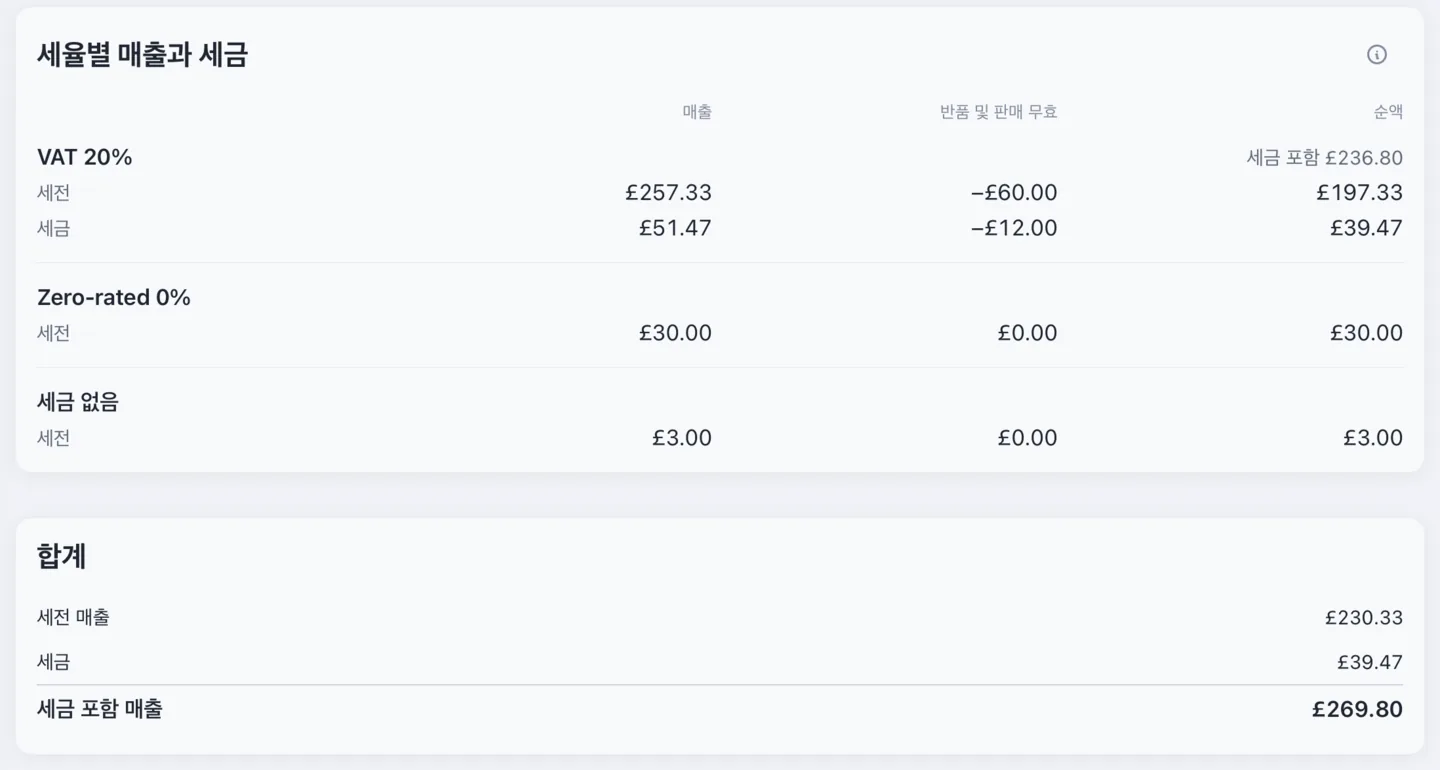 세율별 매출과 세금
매출 반품 및 판매 무효 순액
VAT 20% 세금 포함 £236.80
세전 £257.33 –£60.00 £197.33
세금 £51.47 –£12.00 £39.47
Zero-rated 0%
세전 £30.00 £0.00 £30.00
세금 없음
세전 £3.00 £0.00 £3.00
합계
세전 매출 £230.33
세금 £39.47
세금 포함 매출 £269.80